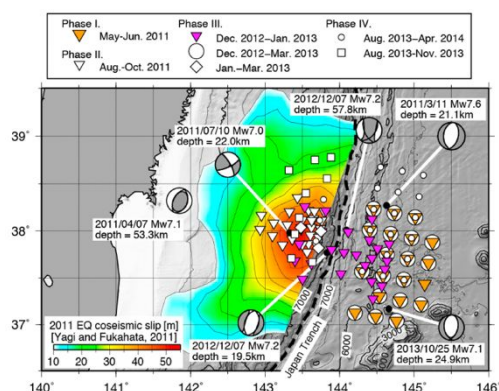 Phase I.
May-Jun. 2011
Phase II.
Aug.-Oct. 2011
Phase III.
Dec. 2012-Jan. 2013
Dec. 2012-Mar. 2013
Jan.-Mar. 2013
Phase IV.
Aug. 2013-Apr. 2014
Aug. 2013-Nov. 2013
39°
38°
37°
2012/12/07 Mw7.2
depth = 57.8km
2011/3/11 Mw7.6
depth = 21.1km
2011/07/10 Mw7.0
depth = 22.0km
2011/04/07 Mw7.1
depth = 53.3km
2012/12/07 Mw7.2
depth = 19.5km
2013/10/25 Mw7.1
depth = 24.9km
7000
7000
6000
Japan Trench
2011 EQ coseismic slip [m]
[Yagi and Fukahata, 2011]
10 20 30 40 50
140° 141° 142° 143° 144° 145° 146°